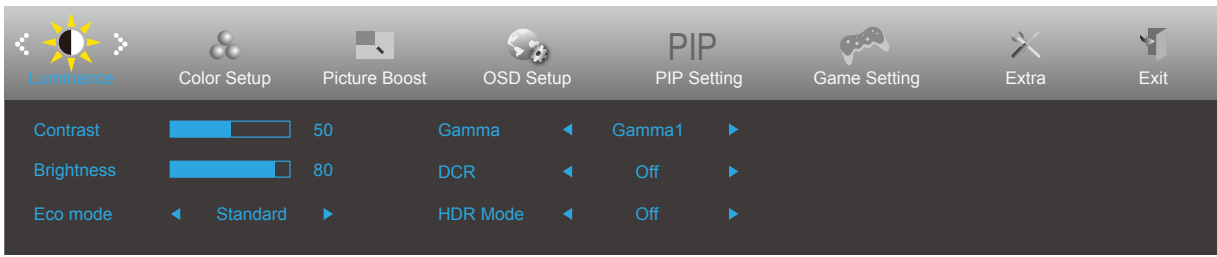 PIP
Luminance Color Setup Picture Boost OSD Setup PIP Setting Game Setting Extra Exit
Contrast 50 Gamma Gamma1
Brightness 80 DCR Off
Eco mode Standard HDR Mode Off